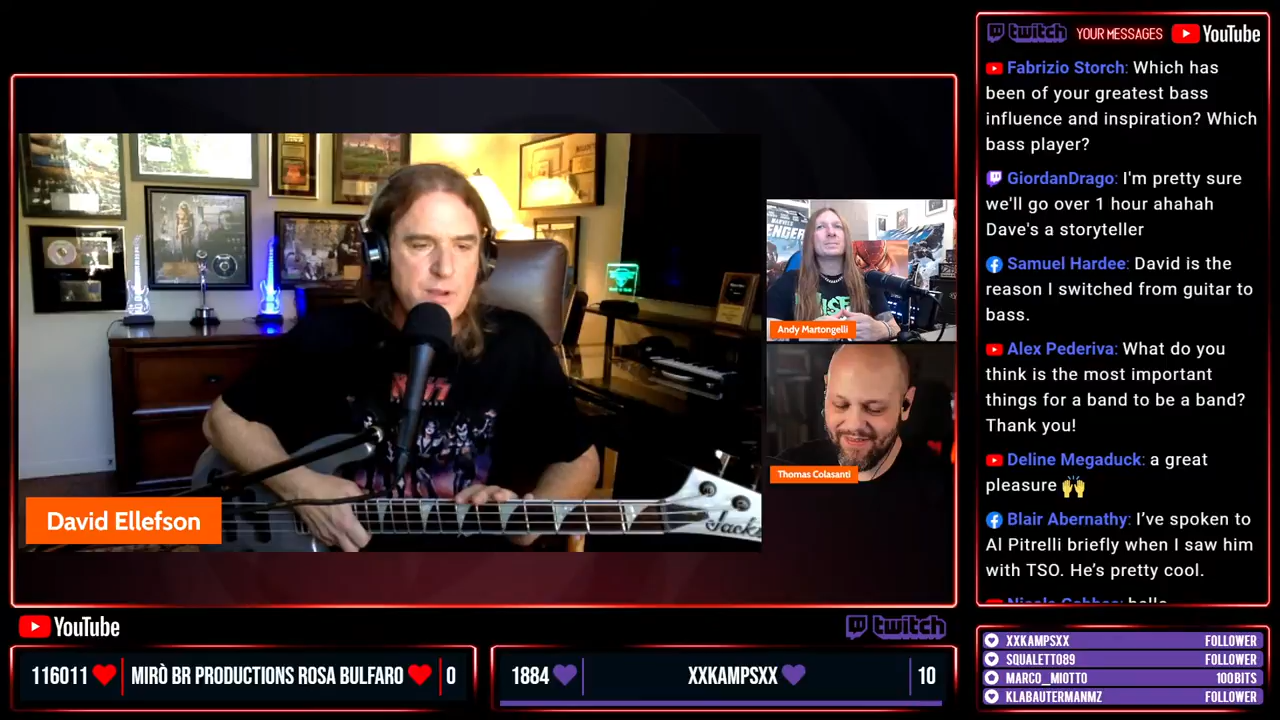 twitch YOUR MESSAGES YouTube
Fabrizio Storch: Which has
been of your greatest bass
influence and inspiration? Which
bass player?
GiordanDrago: I'm pretty sure
we'll go over 1 hour ahahah
Dave's a storyteller
Samuel Hardee: David is the
reason I switched from guitar to
bass.
Alex Pederiva: What do you
think is the most important
things for a band to be a band?
Thank you!
Deline Megaduck: a great
pleasure 🙌
Blair Abernathy: I've spoken to
Al Pitrelli briefly when I saw him
with TSO. He's pretty cool.
KISS
Andy Martongelli
Thomas Colasanti
David Ellefson
YouTube
twitch
116011 MIRÒ BR PRODUCTIONS ROSA BULFARO 0
1884 XXKAMPSXX 10
XXKAMPSXX FOLLOWER
SQUALETTO89 FOLLOWER
MARCO_MIOTTO 100BITS
KLABAUTERMANMZ FOLLOWER